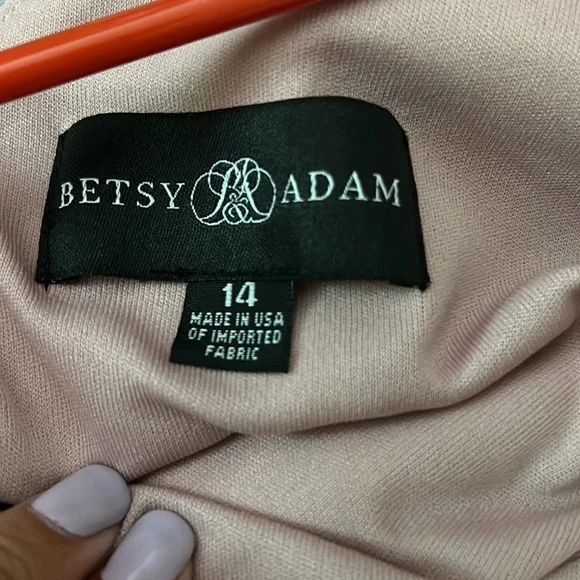 BETSY ADAM
14
MADE IN USA
OF IMPORTED
FABRIC